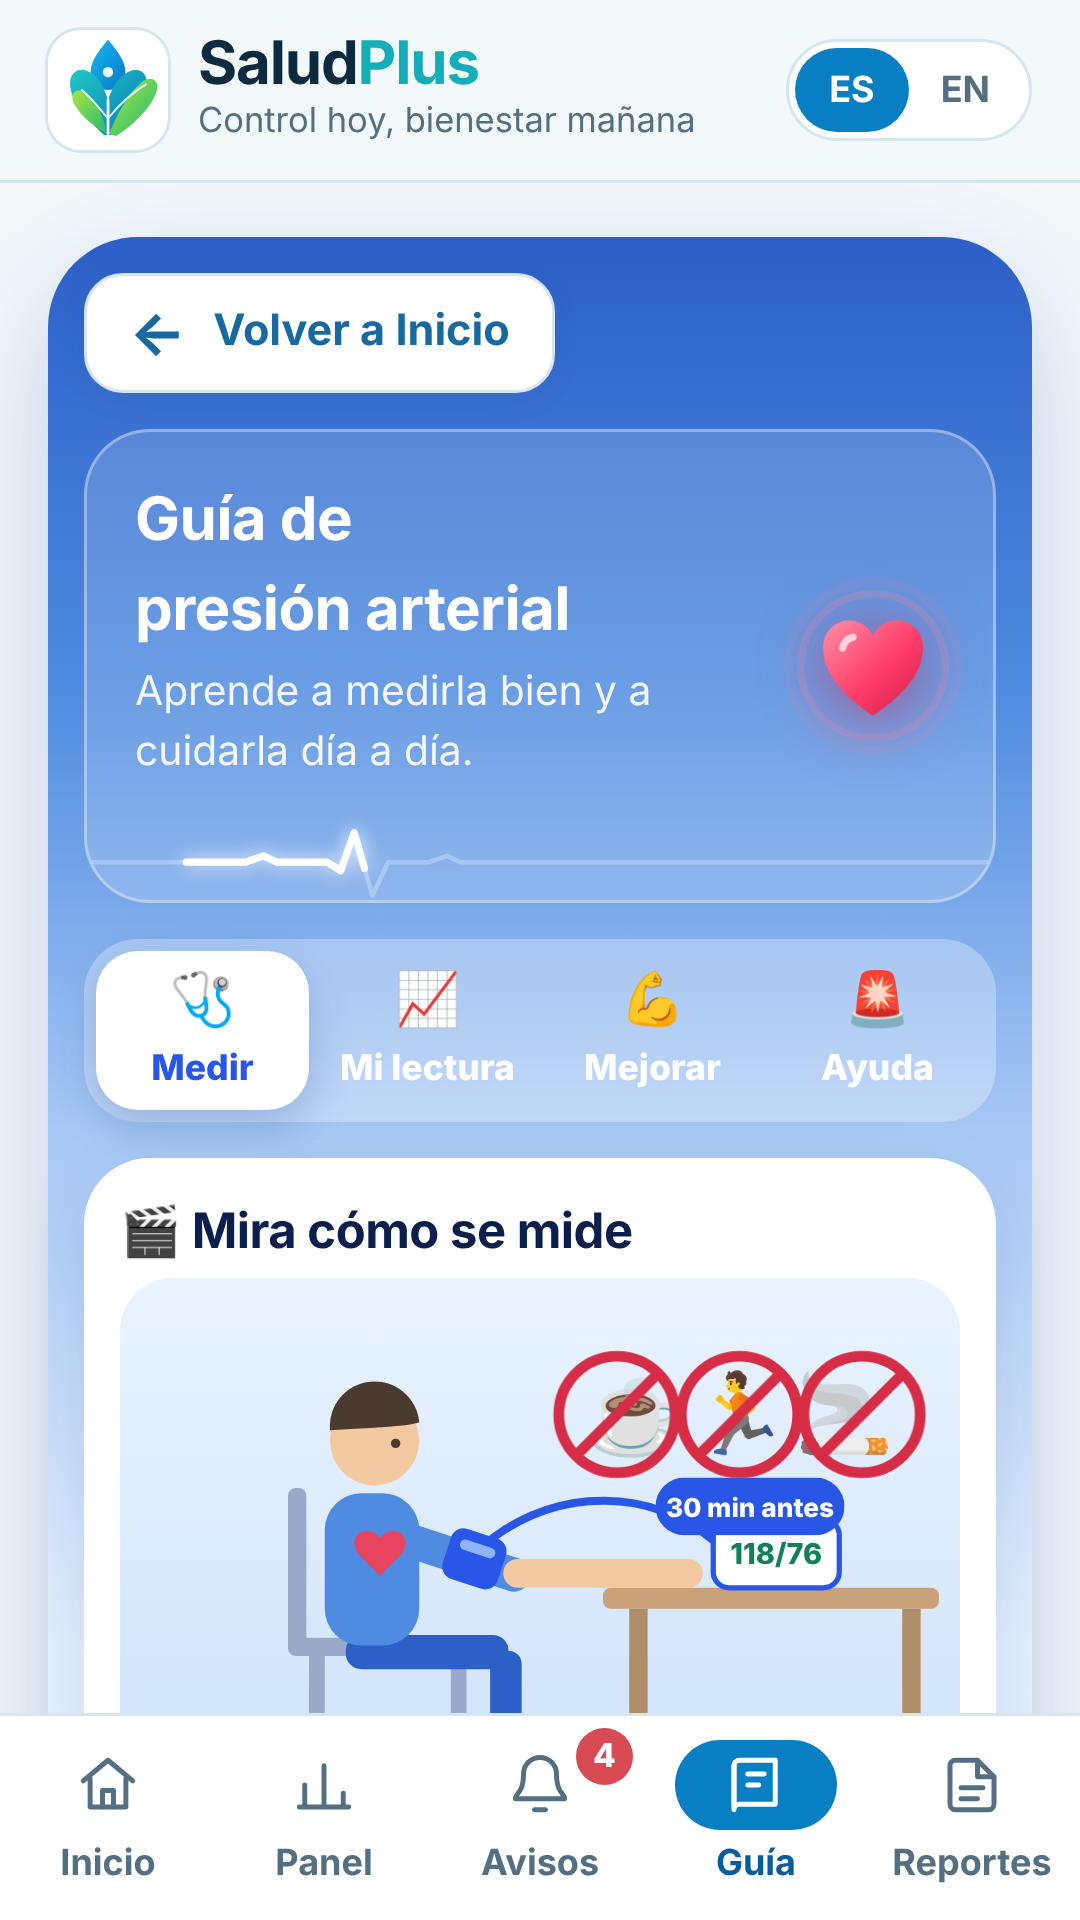 SaludPlus
Control hoy, bienestar mañana
ES
EN
Volver a Inicio
Guía de
presión arterial
Aprende a medirla bien y a
cuidarla día a día.
Medir
Mi lectura
Mejorar
Ayuda
Mira cómo se mide
30 min antes
118/76
4
Inicio
Panel
Avisos
Guía
Reportes